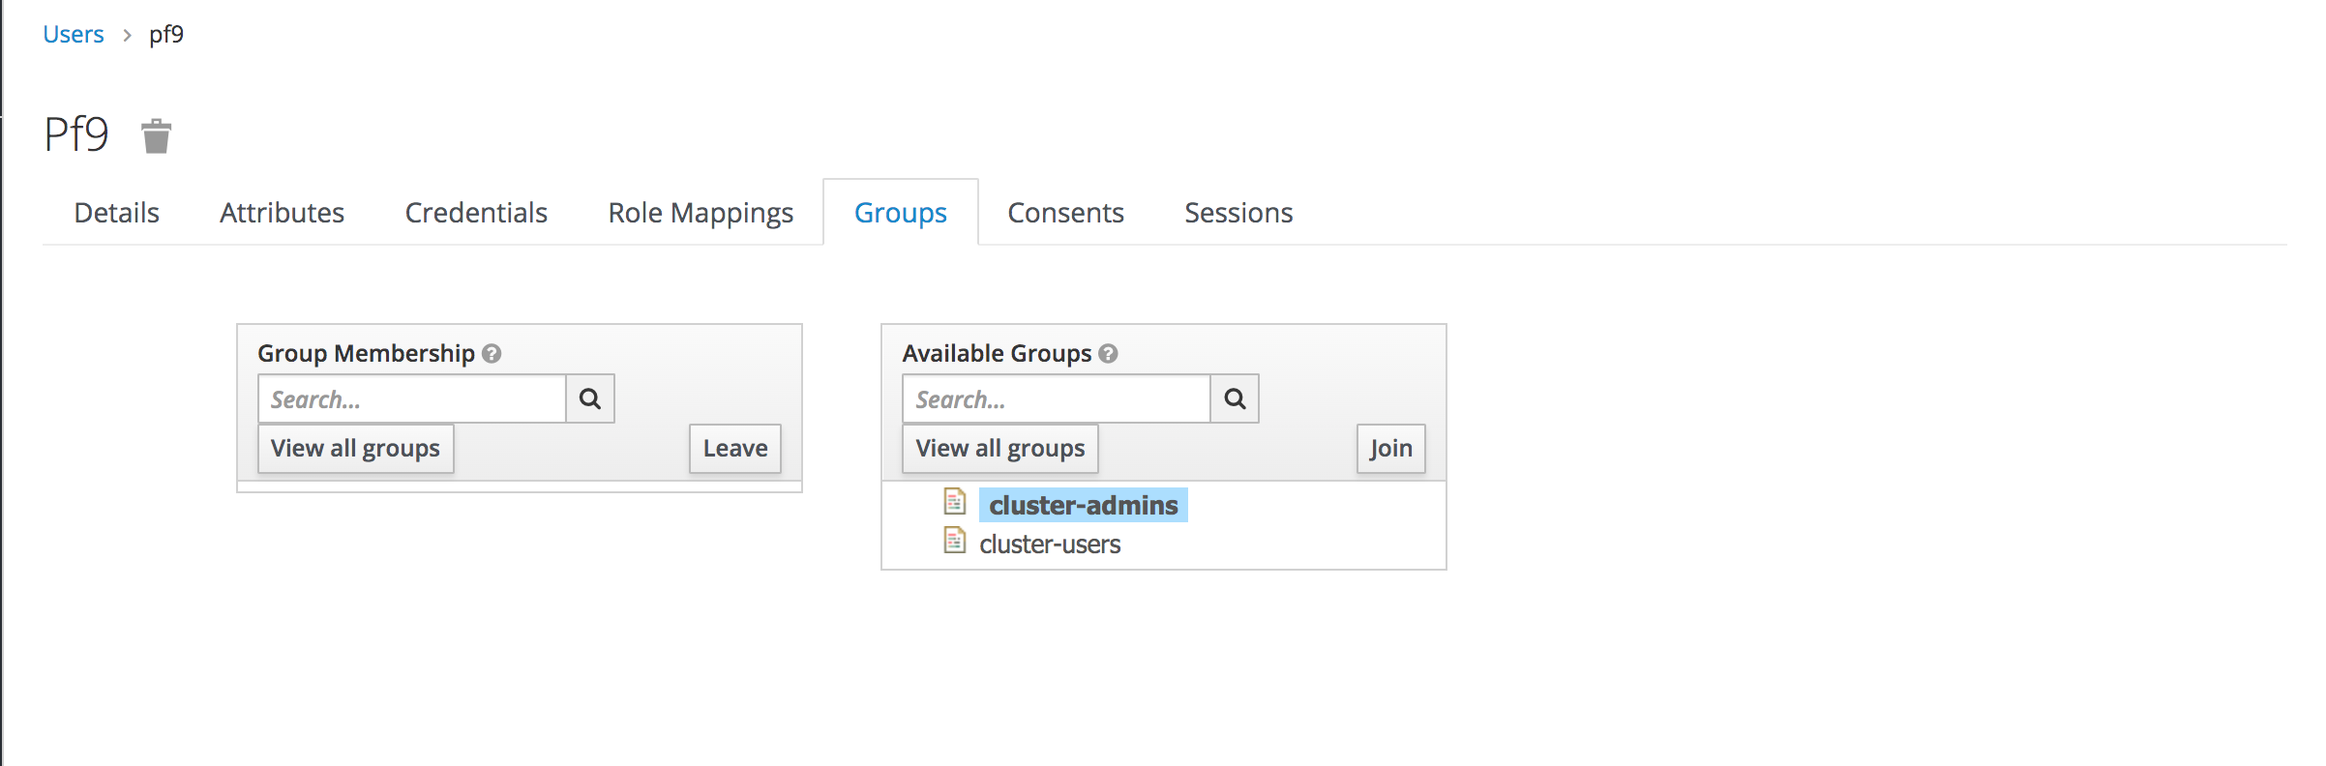 Users > pf9
Pf9
Details Attributes Credentials Role Mappings Groups Consents Sessions
Group Membership
Search...
View all groups Leave
Available Groups
Search...
View all groups Join
cluster-admins
cluster-users